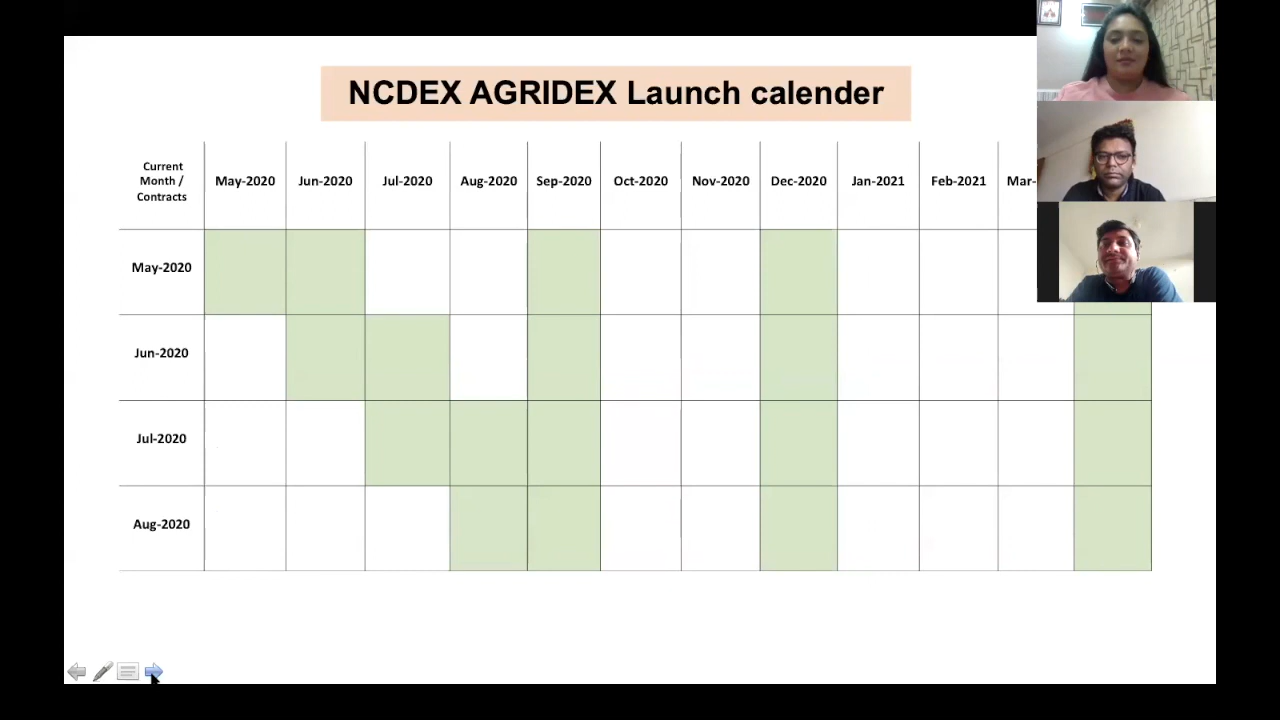 NCDEX AGRIDEX Launch calender
Current
Month /
Contracts
May-2020 Jun-2020 Jul-2020 Aug-2020 Sep-2020 Oct-2020 Nov-2020 Dec-2020 Jan-2021 Feb-2021 Mar-
May-2020
Jun-2020
Jul-2020
Aug-2020